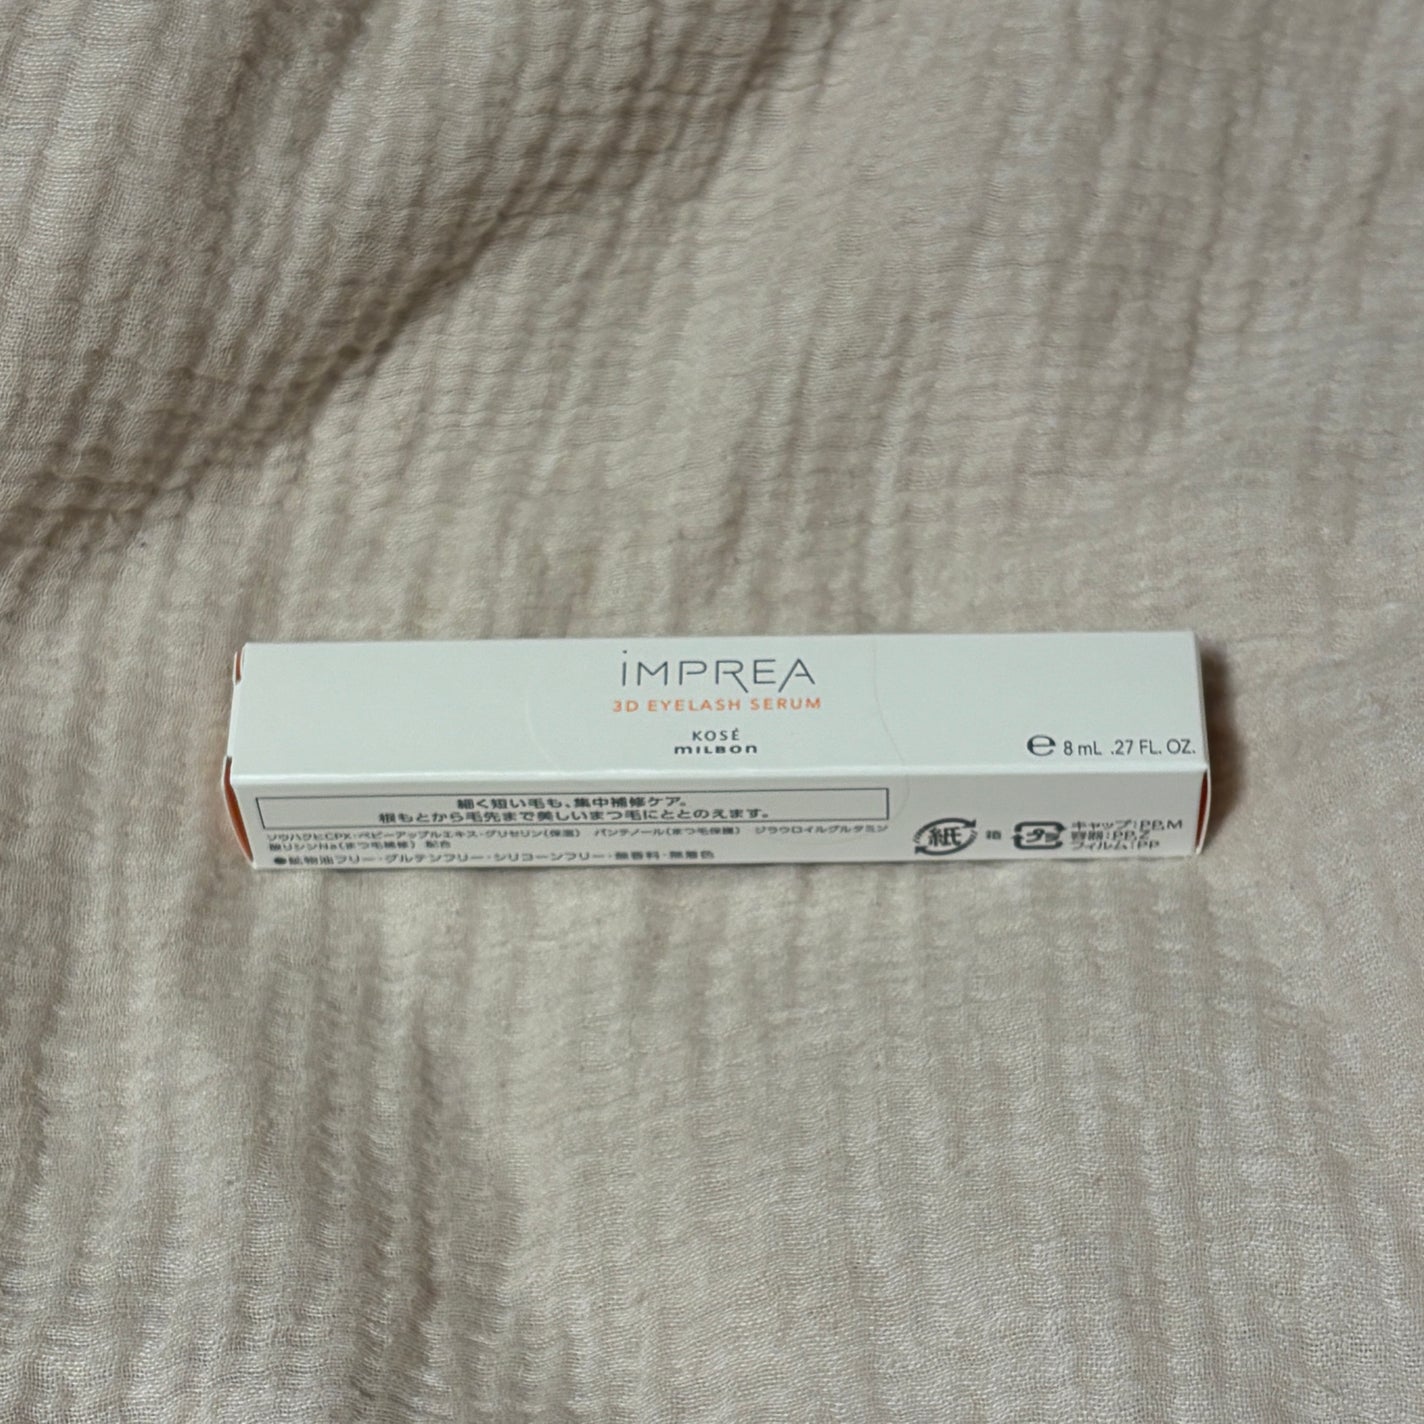 iMPREA
3D EYELASH SERUM
KOSÉ
MILBON
℮ 8 mL .27 FL. OZ.
細く短い毛も、集中補修ケア。
根もとから毛先まで美しいまつ毛にととのえます。
ソウハクヒCPX・ベビーアップルエキス・グリセリン(保湿) パンテノール(まつ毛保護) ジラウロイルグルタミン
酸リシンNa(まつ毛補修) 配合
●鉱物油フリー・グルテンフリー・シリコーンフリー・無香料・無着色
紙 箱
プラ
キャップ:PP,M
容器:PP,Z
フィルム:PP